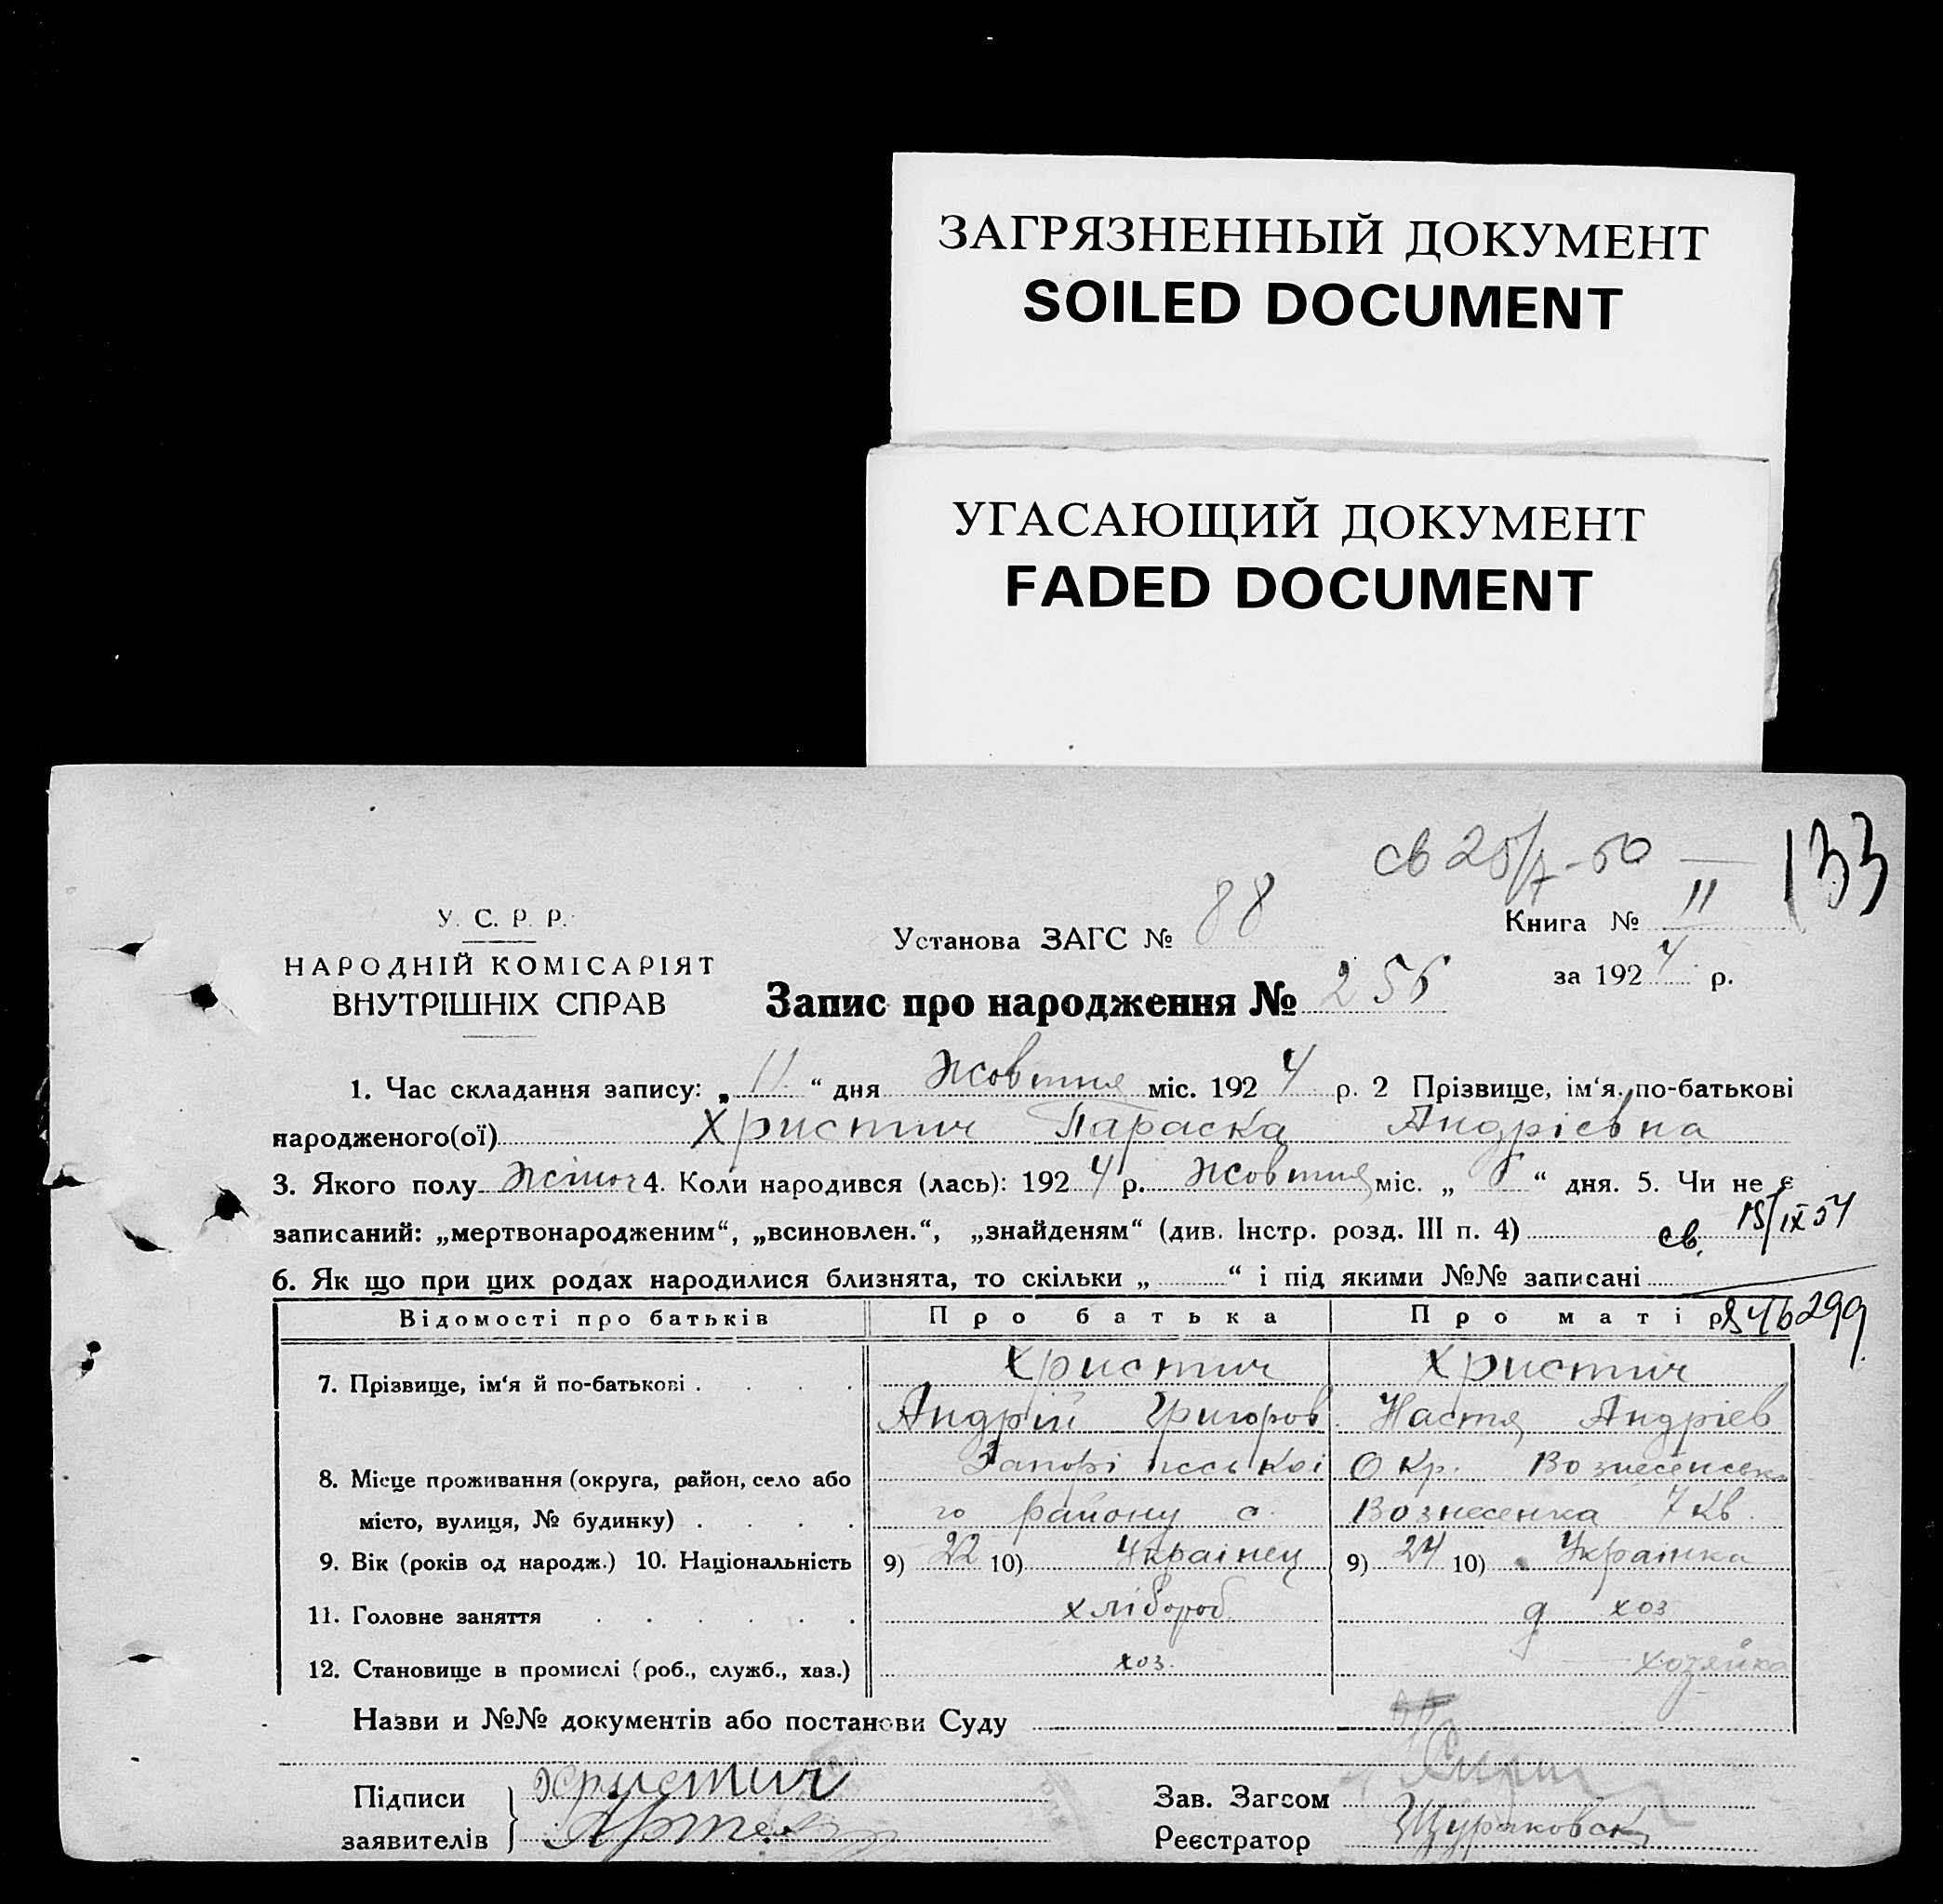 ЗАГРЯЗНЕННЫЙ ДОКУМЕНТ
SOILED DOCUMENT
УГАСАЮЩИЙ ДОКУМЕНТ
FADED DOCUMENT
св 133
У. С. Р. Р. Установа ЗАГС № 88 Книга № 11
НАРОДНІЙ КОМІСАРІЯТ за 1924 р.
ВНУТРІШНІХ СПРАВ Запис про народження № 256
1. Час складання запису: „ 11 “ дня Жовтня міс. 1924 р. 2 Прізвище, ім‘я, по-батькові
народженого(ої) Христич Параска Андріевна
3. Якого полу Жіноч 4. Коли народився (лась): 1924 р. Жовтня міс. „ “ дня. 5. Чи не є
записаний: „мертвонародженим“, „всиновлен.“, „знайденям“ (див. Інстр. розд. III п. 4) св. 15/IX 54
6. Як що при цих родах народилися близнята, то скільки „ “ і під якими №№ записані
Відомості про батьків Про батька Про матір 846299
7. Прізвище, ім‘я й по-батькові . . . . Христич Христич
Андрій Григоров. Настя Андріев
8. Місце проживання (округа, район, село або Запоріжської Окр. Вознесенсько
місто, вулиця, № будинку) . . . . го району с. Вознесенка 7 кв.
9. Вік (років од народж.) 10. Національність 9) 22 10) Украінец 9) 24 10) Украінка
11. Головне заняття . . . . . . хлібороб д хоз
12. Становище в промислі (роб., служб., хаз.) хоз. хозяйка
Назви и №№ документів або постанови Суду
Підписи Христич Зав. Загсом
заявителів Реєстратор Щураковск